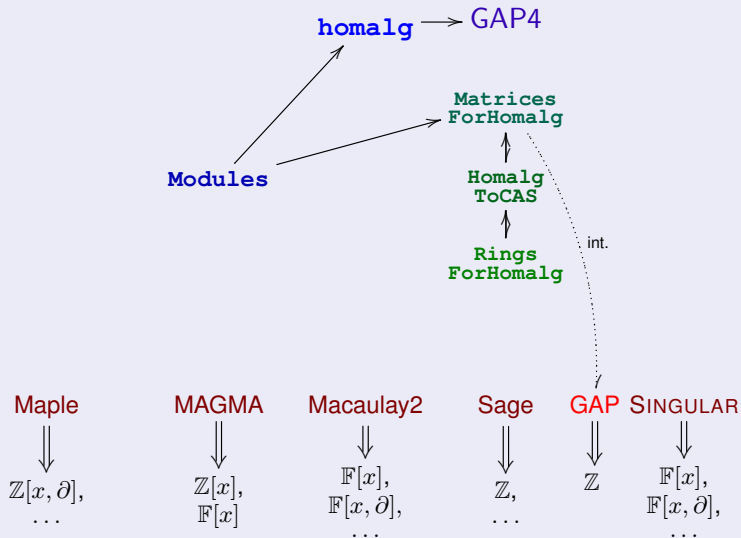 homalg
GAP4
Matrices
ForHomalg
Modules
Homalg
ToCAS
int.
Rings
ForHomalg
Maple
MAGMA
Macaulay2
Sage
GAP
SINGULAR
ℤ[x, ∂],
. . .
ℤ[x],
𝔽[x]
𝔽[x],
𝔽[x, ∂],
. . .
ℤ,
. . .
ℤ
𝔽[x],
𝔽[x, ∂],
. . .